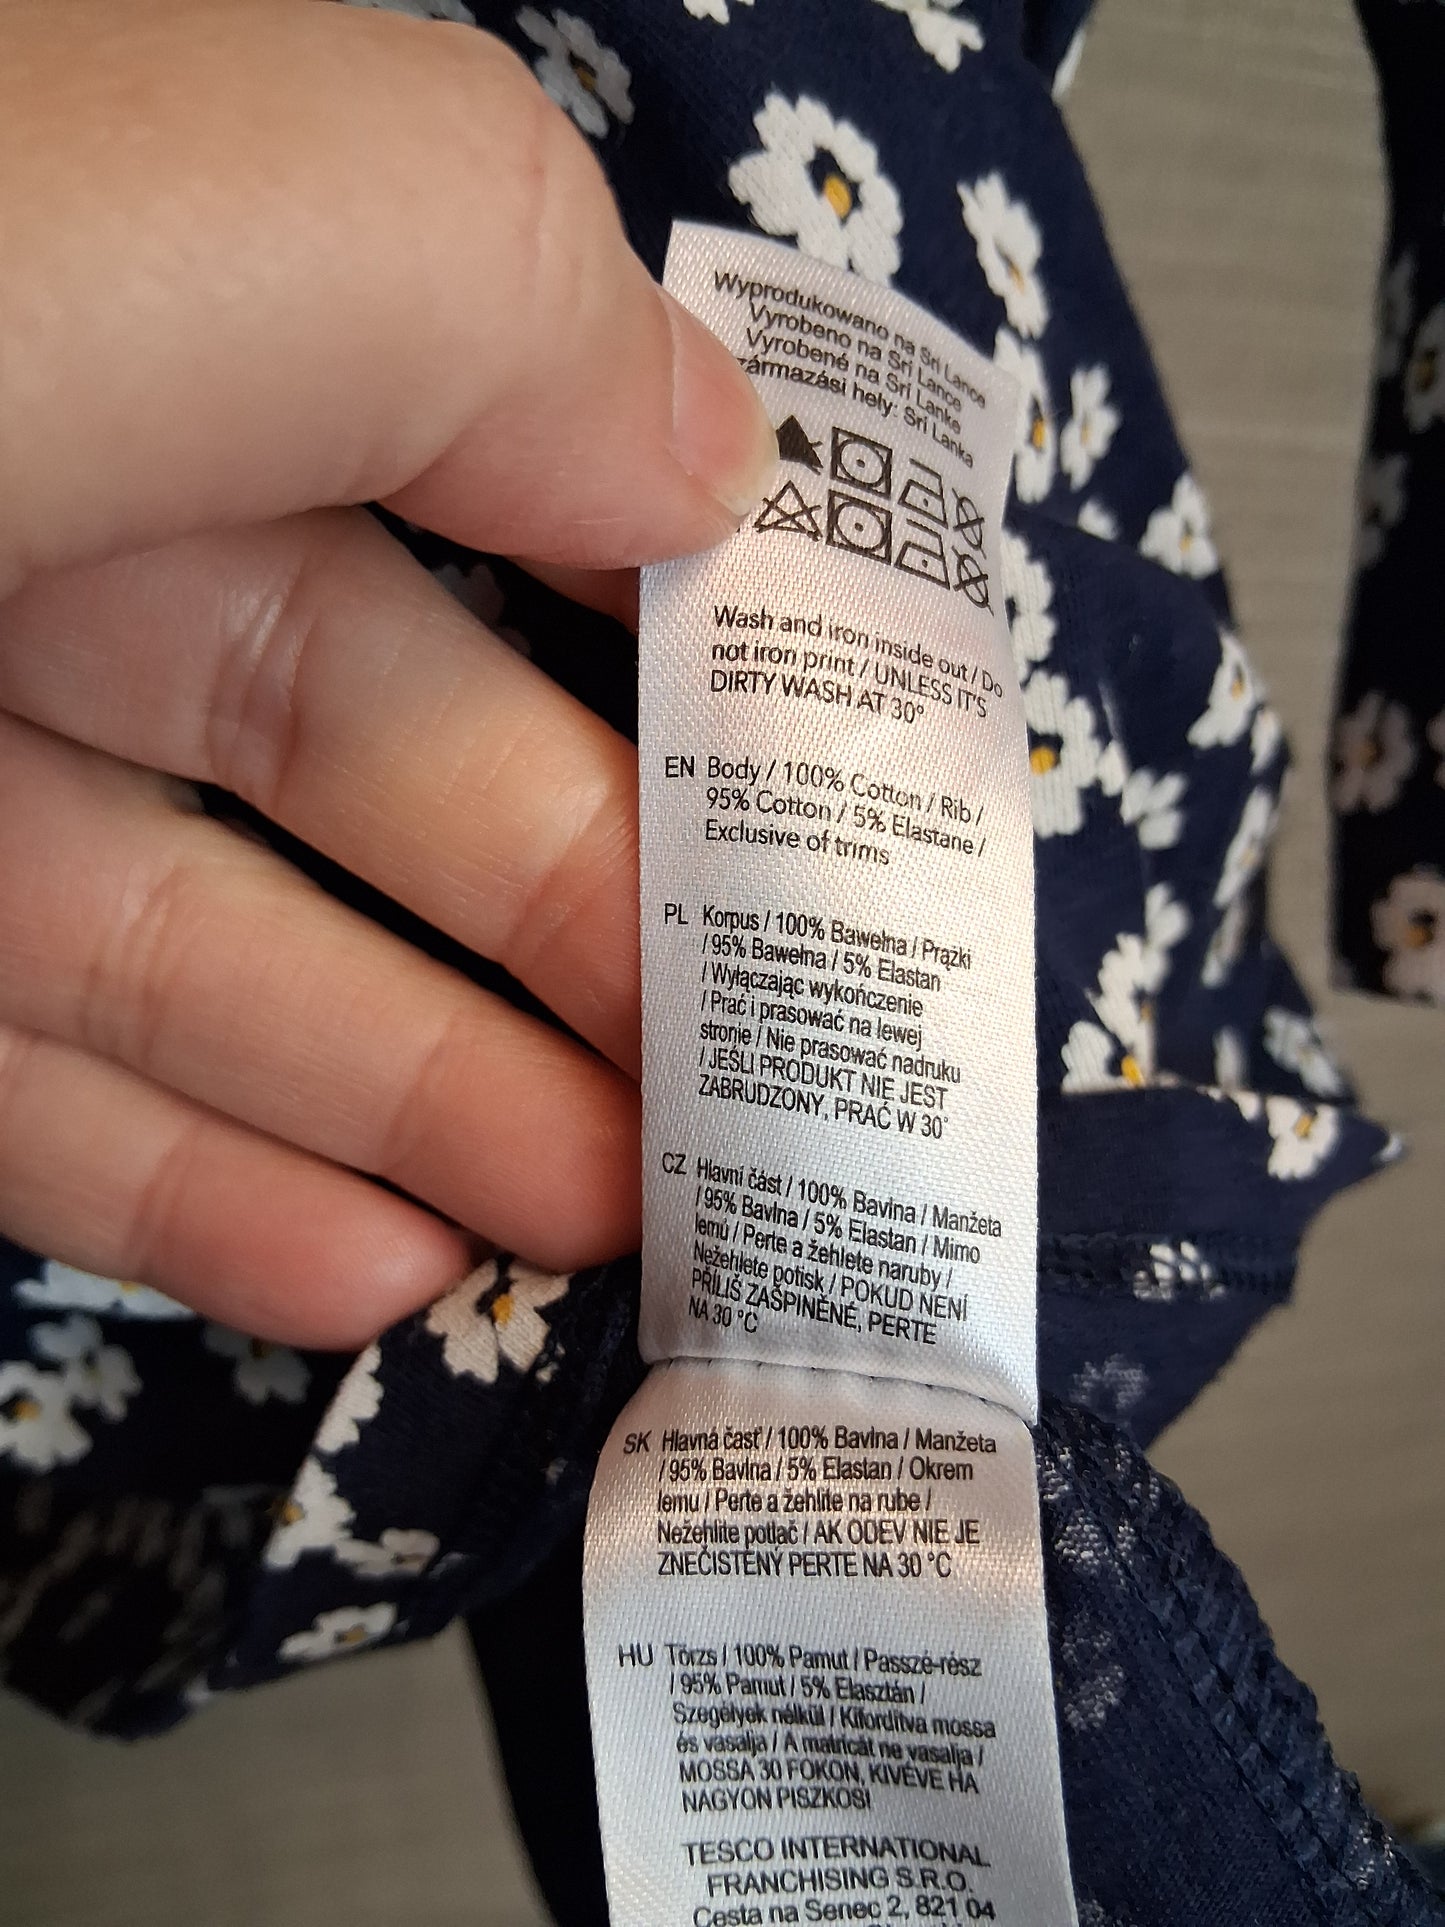 Wyprodukowano na Sri Lance
Vyrobeno na Srí Lance
Vyrobené na Srí Lanke
zármazási hely: Srí Lanka
Wash and iron inside out / Do
not iron print / UNLESS IT'S
DIRTY WASH AT 30°
EN Body / 100% Cotton / Rib /
95% Cotton / 5% Elastane /
Exclusive of trims
PL Korpus / 100% Bawełna / Prążki
/ 95% Bawełna / 5% Elastan
/ Wyłączając wykończenie
/ Prać i prasować na lewej
stronie / Nie prasować nadruku
/ JEŚLI PRODUKT NIE JEST
ZABRUDZONY, PRAĆ W 30°
CZ Hlavní část / 100% Bavlna / Manžeta
/ 95% Bavlna / 5% Elastan / Mimo
lemů / Perte a žehlete naruby /
Nežehlete potisk / POKUD NENÍ
PŘÍLIŠ ZAŠPINĚNÉ, PERTE
NA 30 °C
SK Hlavná časť / 100% Bavlna / Manžeta
/ 95% Bavlna / 5% Elastan / Okrem
lemu / Perte a žehlite na rube /
Nežehlite potlač / AK ODEV NIE JE
ZNEČISTENÝ PERTE NA 30 °C
HU Törzs / 100% Pamut / Passzé-rész
/ 95% Pamut / 5% Elasztán /
Szegélyek nélkül / Kifordítva mossa
és vasalja / A matricát ne vasalja /
MOSSA 30 FOKON, KIVÉVE HA
NAGYON PISZKOS!
TESCO INTERNATIONAL
FRANCHISING S.R.O.
Cesta na Senec 2, 821 04